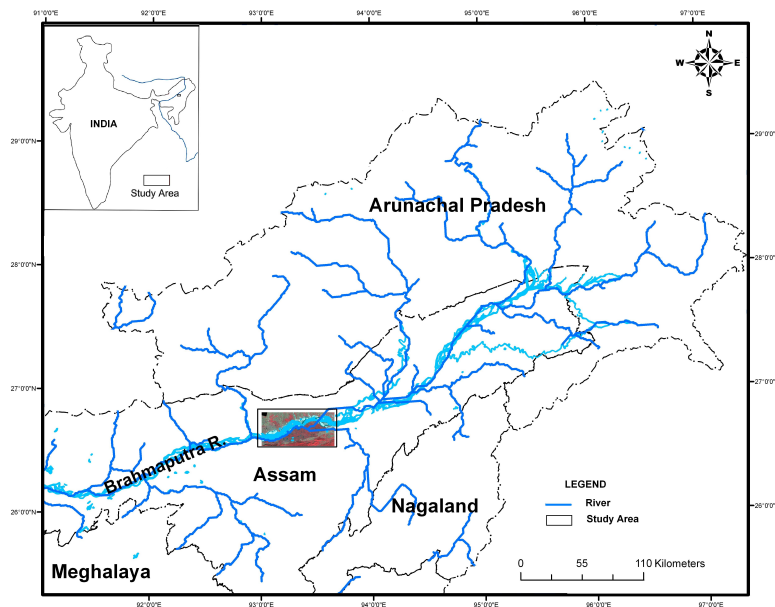 91°0'0"E 92°0'0"E 93°0'0"E 94°0'0"E 95°0'0"E 96°0'0"E 97°0'0"E
N
W E
S
INDIA
Study Area
29°0'0"N 29°0'0"N
Arunachal Pradesh
28°0'0"N 28°0'0"N
27°0'0"N 27°0'0"N
Brahmaputra R.
Assam
LEGEND
River
Study Area
Nagaland
26°0'0"N 26°0'0"N
Meghalaya
0 55 110 Kilometers
92°0'0"E 93°0'0"E 94°0'0"E 95°0'0"E 96°0'0"E